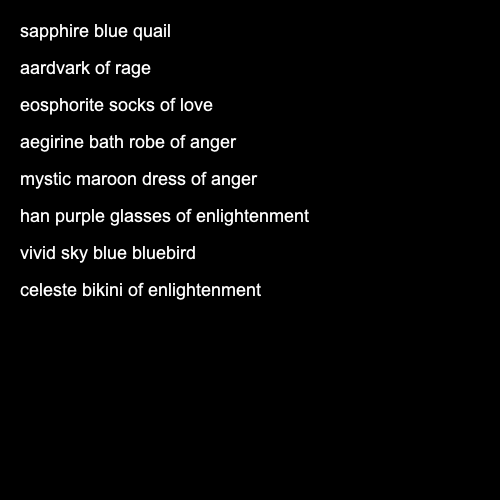 sapphire blue quail
aardvark of rage
eosphorite socks of love
aegirine bath robe of anger
mystic maroon dress of anger
han purple glasses of enlightenment
vivid sky blue bluebird
celeste bikini of enlightenment